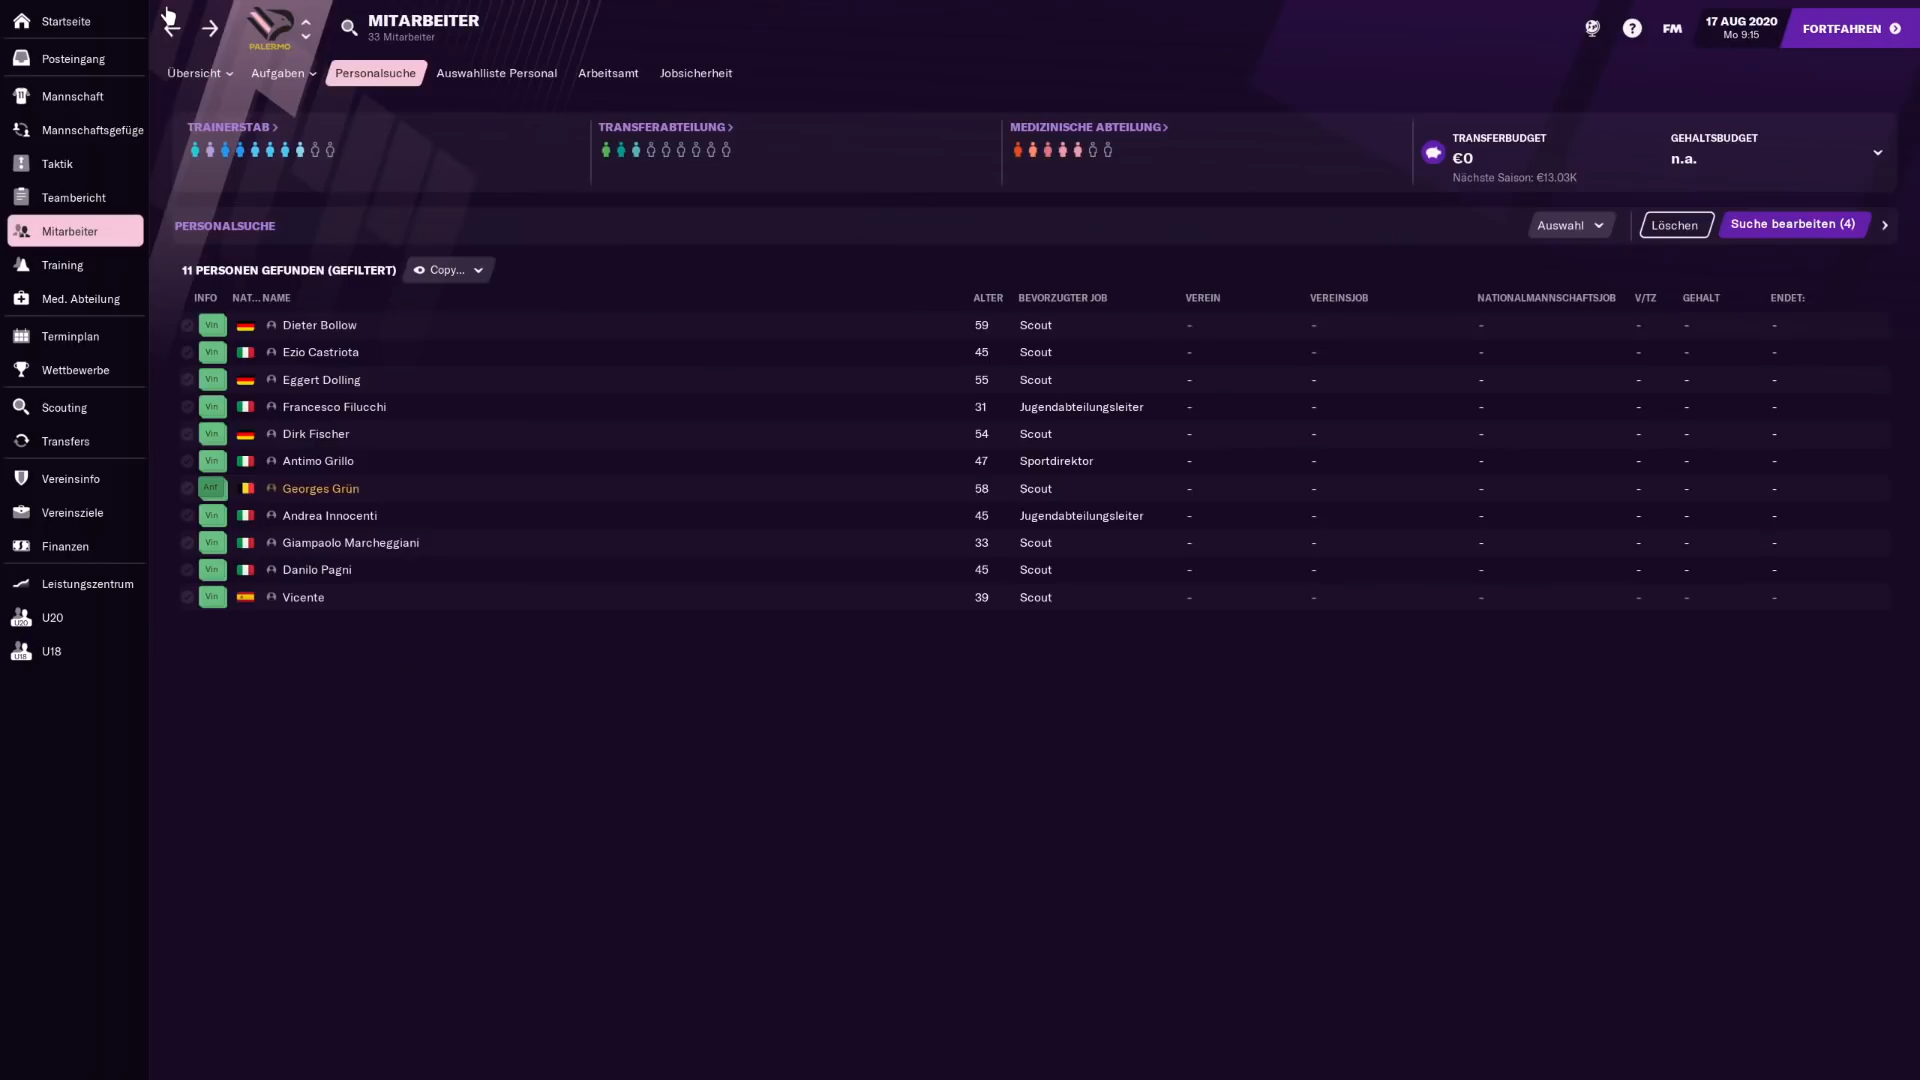 Startseite
Posteingang
Mannschaft
Mannschaftsgefüge
Taktik
Teambericht
Mitarbeiter
Training
Med. Abteilung
Terminplan
Wettbewerbe
Scouting
Transfers
Vereinsinfo
Vereinsziele
Finanzen
Leistungszentrum
U20 U20
U18 U18
PALERMO
MITARBEITER
33 Mitarbeiter
FM
17 AUG 2020
Mo 9:15
FORTFAHREN
Übersicht Aufgaben Personalsuche Auswahlliste Personal Arbeitsamt Jobsicherheit
TRAINERSTAB
TRANSFERABTEILUNG
MEDIZINISCHE ABTEILUNG
TRANSFERBUDGET
€0
Nächste Saison: €13.03K
GEHALTSBUDGET
n.a.
PERSONALSUCHE
Auswahl Löschen Suche bearbeiten (4)
11 PERSONEN GEFUNDEN (GEFILTERT) Copy...
INFO NAT... NAME ALTER BEVORZUGTER JOB VEREIN VEREINSJOB NATIONALMANNSCHAFTSJOB V/TZ GEHALT ENDET:
Vin Dieter Bollow 59 Scout - - - - - -
Vin Ezio Castriota 45 Scout - - - - - -
Vin Eggert Dolling 55 Scout - - - - - -
Vin Francesco Filucchi 31 Jugendabteilungsleiter - - - - - -
Vin Dirk Fischer 54 Scout - - - - - -
Vin Antimo Grillo 47 Sportdirektor - - - - - -
Anf Georges Grün 58 Scout - - - - - -
Vin Andrea Innocenti 45 Jugendabteilungsleiter - - - - - -
Vin Giampaolo Marcheggiani 33 Scout - - - - - -
Vin Danilo Pagni 45 Scout - - - - - -
Vin Vicente 39 Scout - - - - - -